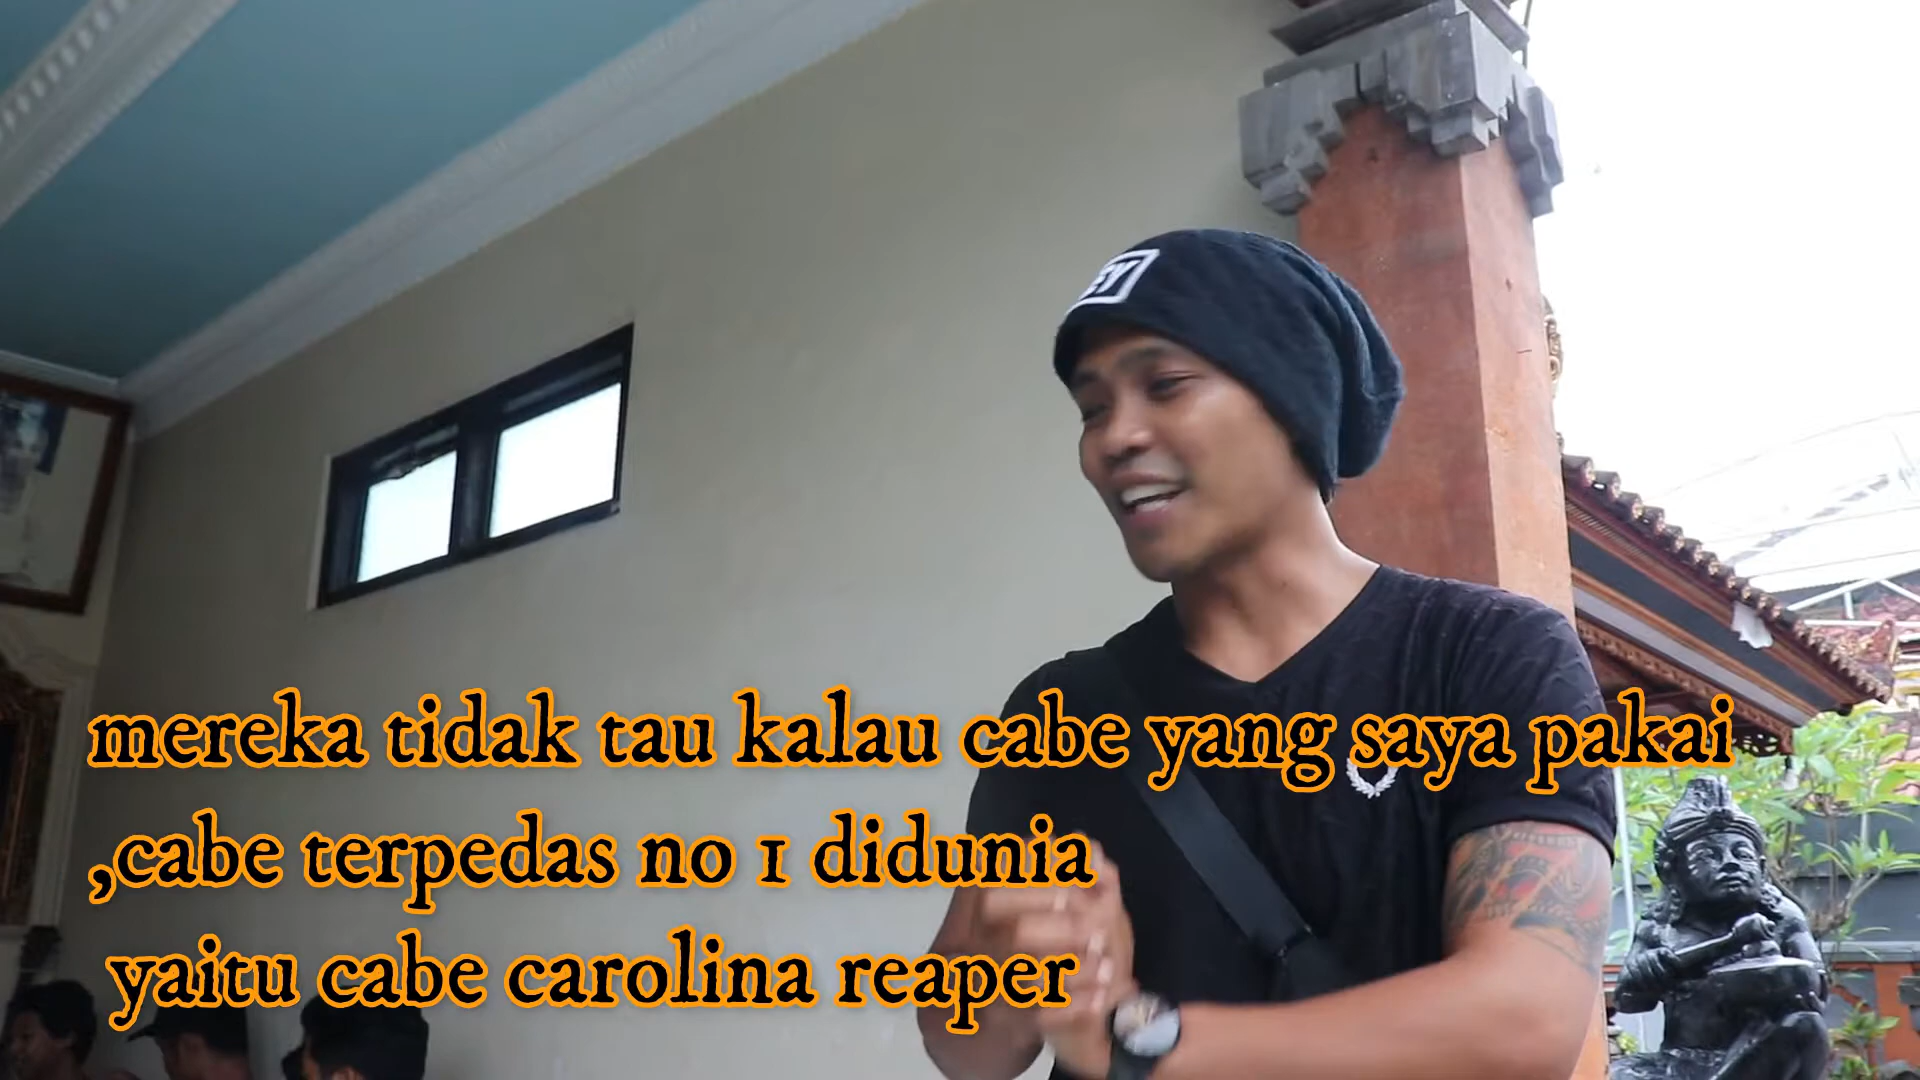 mereka tidak tau kalau cabe yang saya pakai
,cabe terpedas no 1 didunia
yaitu cabe carolina reaper